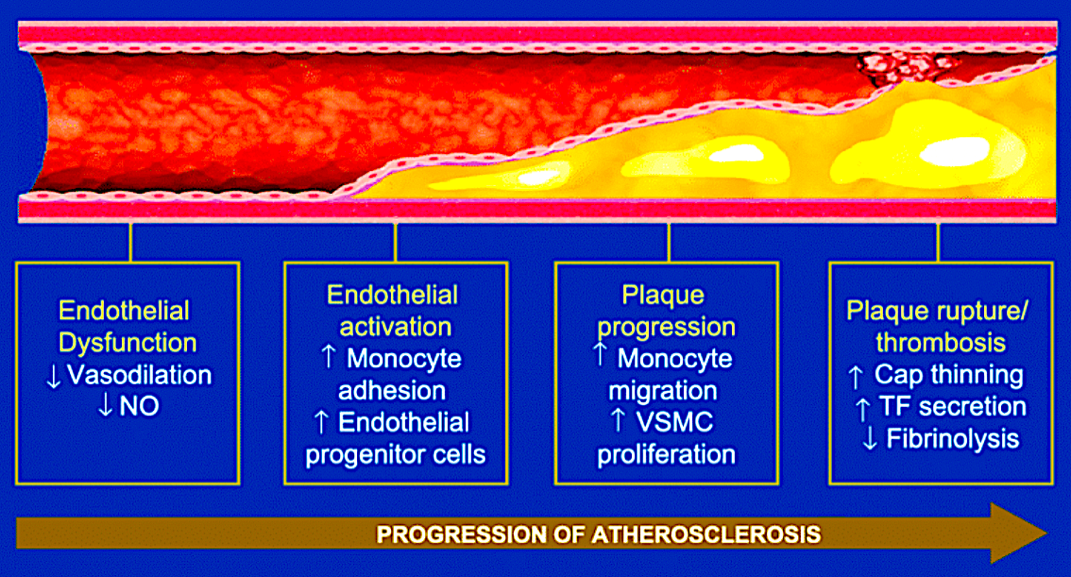 Endothelial
Dysfunction
↓ Vasodilation
↓ NO
Endothelial
activation
↑ Monocyte
adhesion
↑ Endothelial
progenitor cells
Plaque
progression
↑ Monocyte
migration
↑ VSMC
proliferation
Plaque rupture/
thrombosis
↑ Cap thinning
↑ TF secretion
↓ Fibrinolysis
PROGRESSION OF ATHEROSCLEROSIS